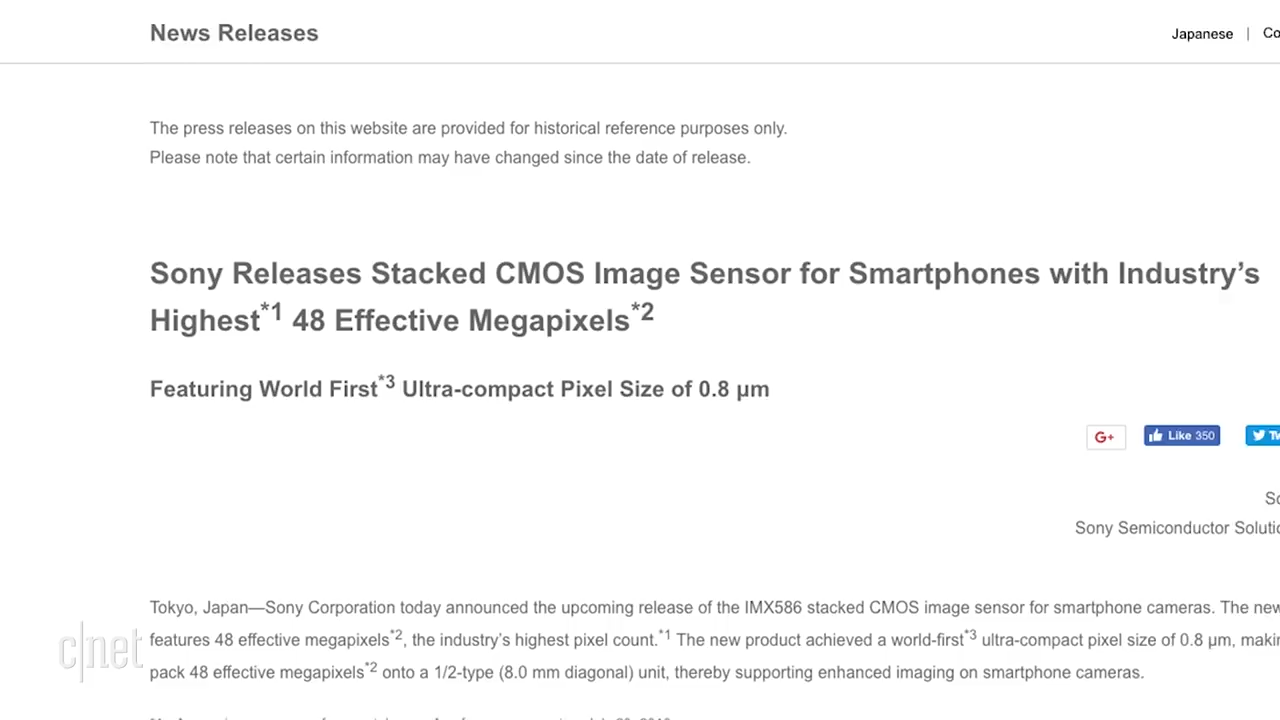 News Releases
Japanese | Co
The press releases on this website are provided for historical reference purposes only.
Please note that certain information may have changed since the date of release.
Sony Releases Stacked CMOS Image Sensor for Smartphones with Industry’s
Highest*1 48 Effective Megapixels*2
Featuring World First*3 Ultra-compact Pixel Size of 0.8 μm
G+ Like 350 Tw
So
Sony Semiconductor Soluti
Tokyo, Japan—Sony Corporation today announced the upcoming release of the IMX586 stacked CMOS image sensor for smartphone cameras. The new
features 48 effective megapixels*2, the industry’s highest pixel count.*1 The new product achieved a world-first*3 ultra-compact pixel size of 0.8 μm, maki
pack 48 effective megapixels*2 onto a 1/2-type (8.0 mm diagonal) unit, thereby supporting enhanced imaging on smartphone cameras.
c|net